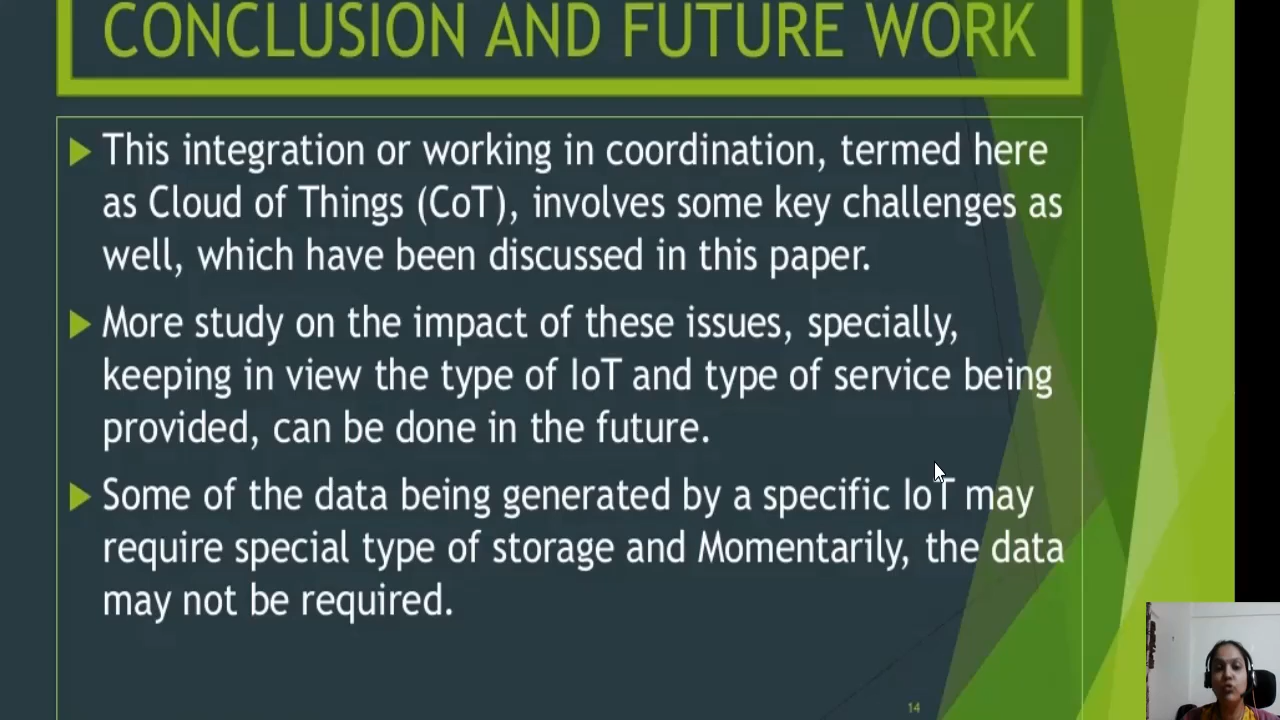 CONCLUSION AND FUTURE WORK
This integration or working in coordination, termed here
as Cloud of Things (CoT), involves some key challenges as
well, which have been discussed in this paper.
More study on the impact of these issues, specially,
keeping in view the type of IoT and type of service being
provided, can be done in the future.
Some of the data being generated by a specific IoT may
require special type of storage and Momentarily, the data
may not be required.
14